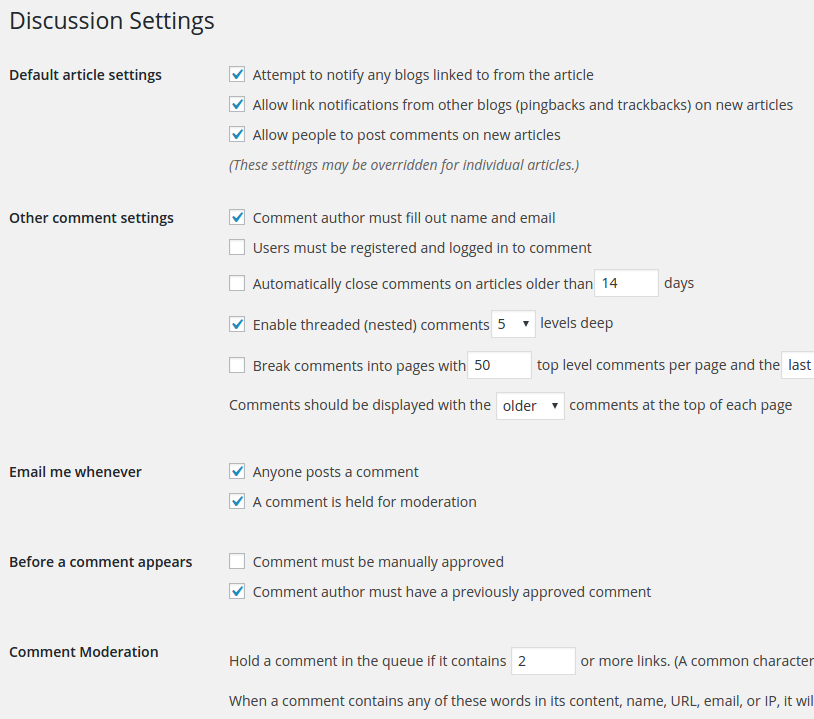 Discussion Settings
Default article settings
Attempt to notify any blogs linked to from the article
Allow link notifications from other blogs (pingbacks and trackbacks) on new articles
Allow people to post comments on new articles
(These settings may be overridden for individual articles.)
Other comment settings
Comment author must fill out name and email
Users must be registered and logged in to comment
Automatically close comments on articles older than 14 days
Enable threaded (nested) comments 5 levels deep
Break comments into pages with 50 top level comments per page and the last
Comments should be displayed with the older comments at the top of each page
Email me whenever
Anyone posts a comment
A comment is held for moderation
Before a comment appears
Comment must be manually approved
Comment author must have a previously approved comment
Comment Moderation
Hold a comment in the queue if it contains 2 or more links. (A common character
When a comment contains any of these words in its content, name, URL, email, or IP, it wil